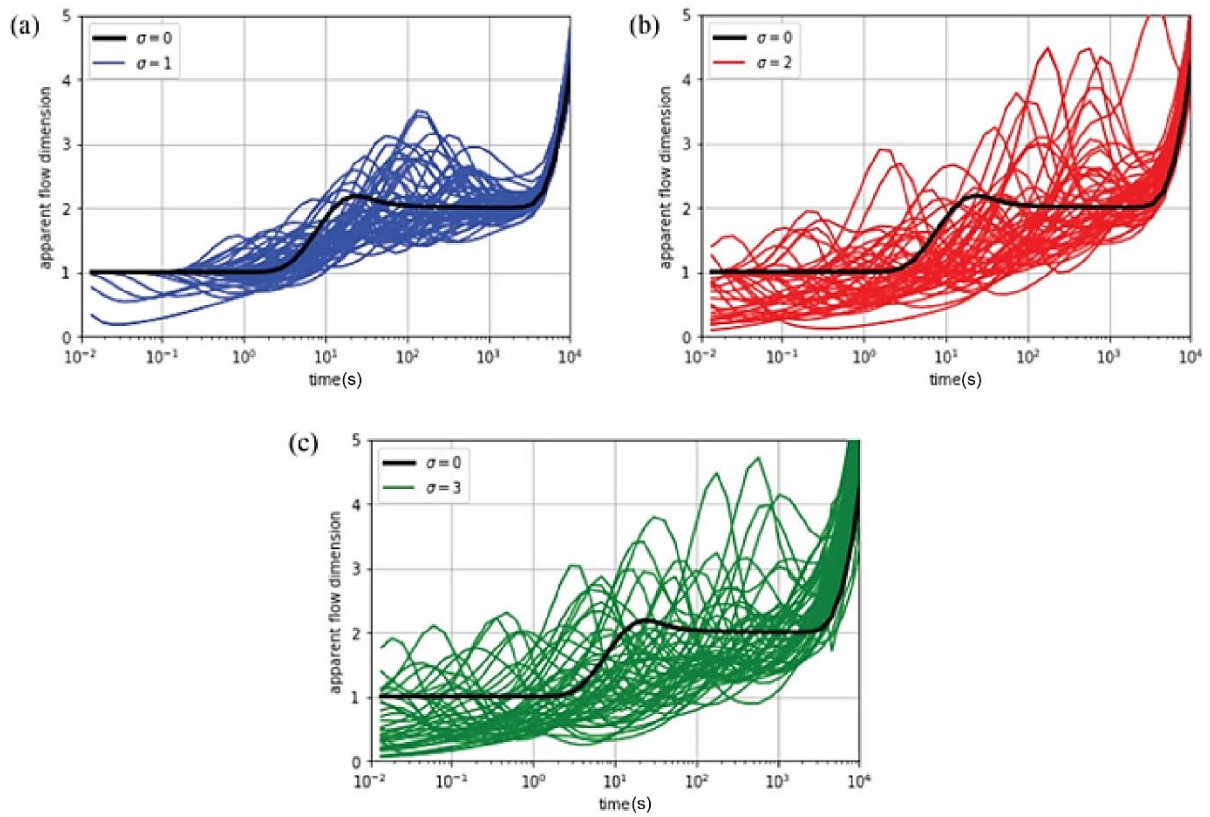 (a)
5
4
3
2
1
0
apparent flow dimension
σ=0
σ=1
10⁻² 10⁻¹ 10⁰ 10¹ 10² 10³ 10⁴
time(s)
(b)
5
4
3
2
1
0
apparent flow dimension
σ=0
σ=2
10⁻² 10⁻¹ 10⁰ 10¹ 10² 10³ 10⁴
time(s)
(c)
5
4
3
2
1
0
apparent flow dimension
σ=0
σ=3
10⁻² 10⁻¹ 10⁰ 10¹ 10² 10³ 10⁴
time(s)